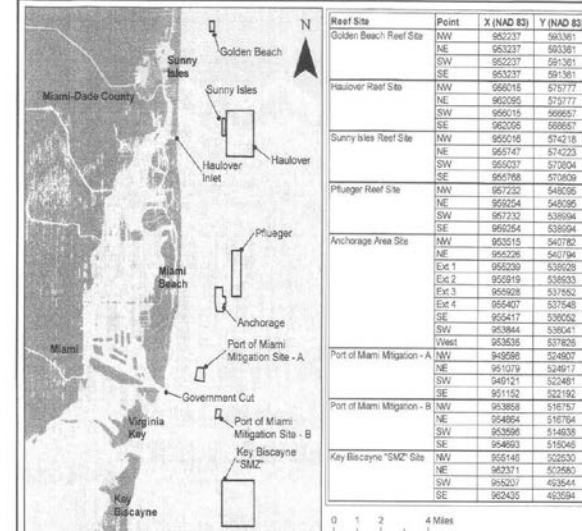 N
Golden Beach
Sunny
Isles
Miami-Dade County
Sunny Isles
Haulover
Inlet
Haulover
Pflueger
Miami
Beach
Anchorage
Miami
Port of Miami
Mitigation Site - A
Government Cut
Virginia
Key
Port of Miami
Mitigation Site - B
Key Biscayne
"SMZ"
Key
Biscayne
Reef Site Point X (NAD 83) Y (NAD 83
Golden Beach Reef Site NW 952237 593361
NE 953237 593361
SW 952237 591361
SE 953237 591361
Haulover Reef Site NW 956015 575777
NE 962095 575777
SW 956015 566657
SE 962095 566657
Sunny Isles Reef Site NW 955016 574218
NE 955747 574223
SW 955037 570804
SE 955768 570809
Pflueger Reef Site NW 957232 548095
NE 959254 548095
SW 957232 538994
SE 959254 538994
Anchorage Area Site NW 953515 540782
NE 955226 540794
Ext 1 955239 538928
Ext 2 955919 538933
Ext 3 955928 537552
Ext 4 955407 537548
SE 955417 536052
SW 953844 536041
West 953535 537826
Port of Miami Mitigation - A NW 949598 524907
NE 951079 524917
SW 949121 522481
SE 951152 522192
Port of Miami Mitigation - B NW 953858 516757
NE 954864 516764
SW 953596 514938
SE 954693 515046
Key Biscayne "SMZ" Site NW 955146 502530
NE 962371 502580
SW 955207 493544
SE 962435 493594
0 1 2 4 Miles